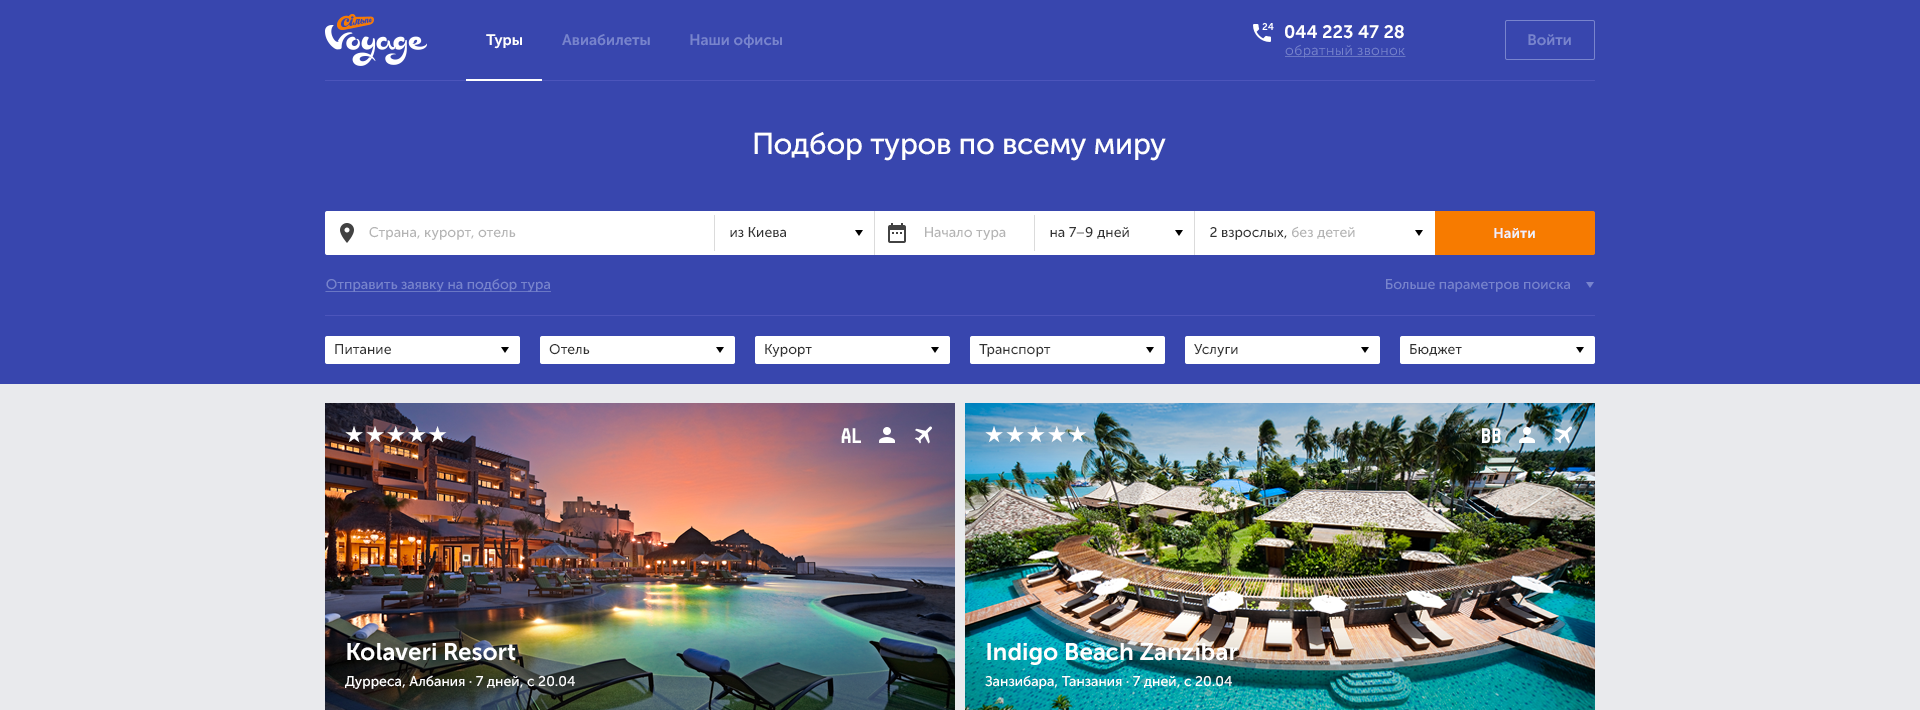 Сільпо
Voyage
Туры
Авиабилеты
Наши офисы
24
044 223 47 28
обратный звонок
Войти
Подбор туров по всему миру
Страна, курорт, отель
из Киева
Начало тура
на 7–9 дней
2 взрослых, без детей
Найти
Отправить заявку на подбор тура
Больше параметров поиска
Питание
Отель
Курорт
Транспорт
Услуги
Бюджет
AL
BB
Kolaveri Resort
Дурреса, Албания · 7 дней, с 20.04
Indigo Beach Zanzibar
Занзибара, Танзания · 7 дней, с 20.04